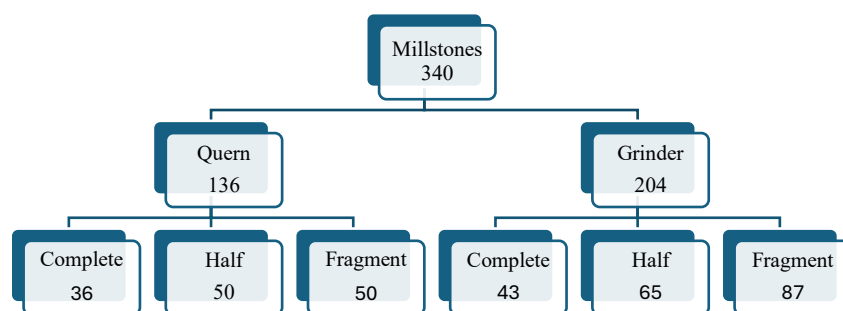 Millstones
340
Quern
136
Grinder
204
Complete
36
Half
50
Fragment
50
Complete
43
Half
65
Fragment
87